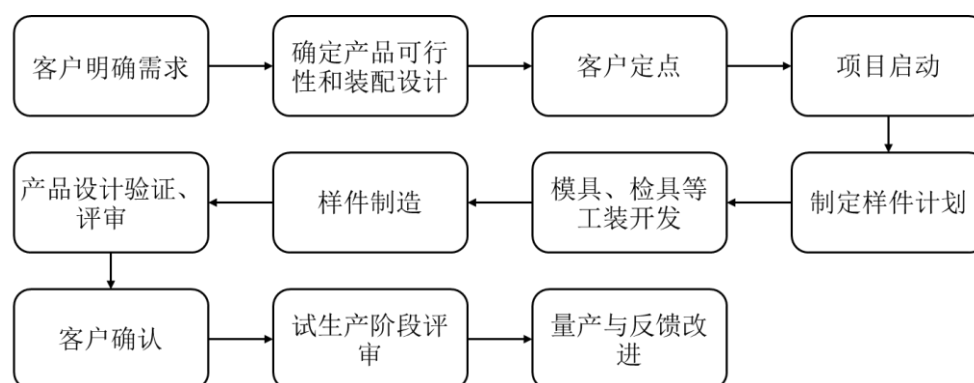 客户明确需求
确定产品可行
性和装配设计
客户定点
项目启动
制定样件计划
模具、检具等
工装开发
样件制造
产品设计验证、
评审
客户确认
试生产阶段评
审
量产与反馈改
进